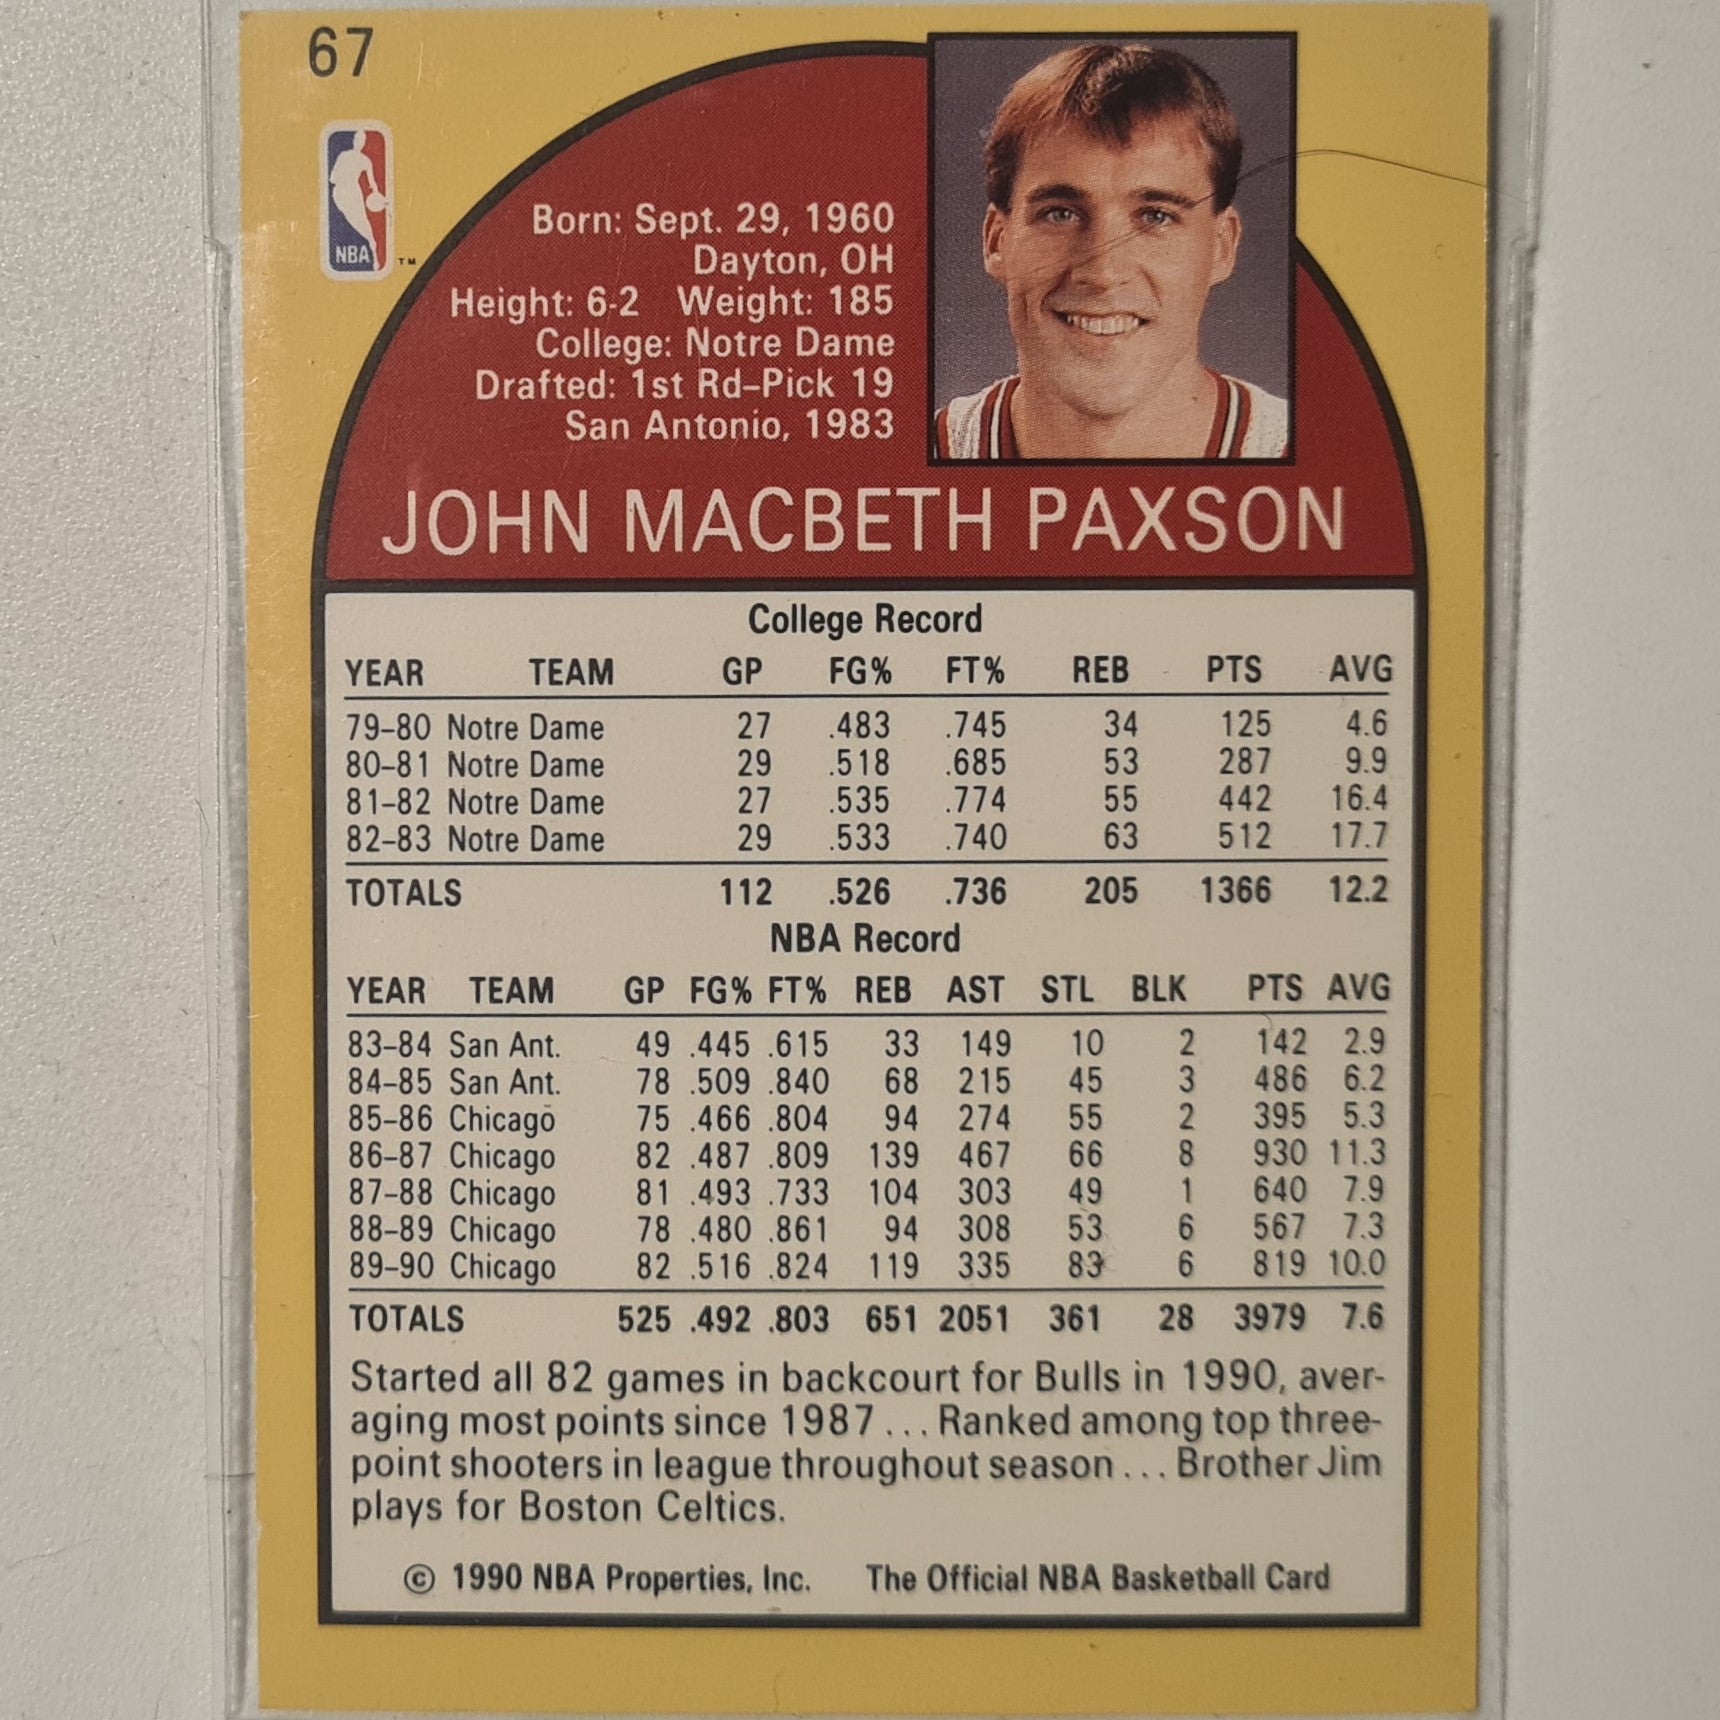 67
NBA
TM
Born: Sept. 29, 1960
Dayton, OH
Height: 6-2 Weight: 185
College: Notre Dame
Drafted: 1st Rd–Pick 19
San Antonio, 1983
JOHN MACBETH PAXSON
College Record
YEAR TEAM GP FG% FT% REB PTS AVG
79–80 Notre Dame 27 .483 .745 34 125 4.6
80–81 Notre Dame 29 .518 .685 53 287 9.9
81–82 Notre Dame 27 .535 .774 55 442 16.4
82–83 Notre Dame 29 .533 .740 63 512 17.7
TOTALS 112 .526 .736 205 1366 12.2
NBA Record
YEAR TEAM GP FG% FT% REB AST STL BLK PTS AVG
83–84 San Ant. 49 .445 .615 33 149 10 2 142 2.9
84–85 San Ant. 78 .509 .840 68 215 45 3 486 6.2
85–86 Chicago 75 .466 .804 94 274 55 2 395 5.3
86–87 Chicago 82 .487 .809 139 467 66 8 930 11.3
87–88 Chicago 81 .493 .733 104 303 49 1 640 7.9
88–89 Chicago 78 .480 .861 94 308 53 6 567 7.3
89–90 Chicago 82 .516 .824 119 335 83 6 819 10.0
TOTALS 525 .492 .803 651 2051 361 28 3979 7.6
Started all 82 games in backcourt for Bulls in 1990, aver-
aging most points since 1987 ... Ranked among top three-
point shooters in league throughout season ... Brother Jim
plays for Boston Celtics.
© 1990 NBA Properties, Inc. The Official NBA Basketball Card